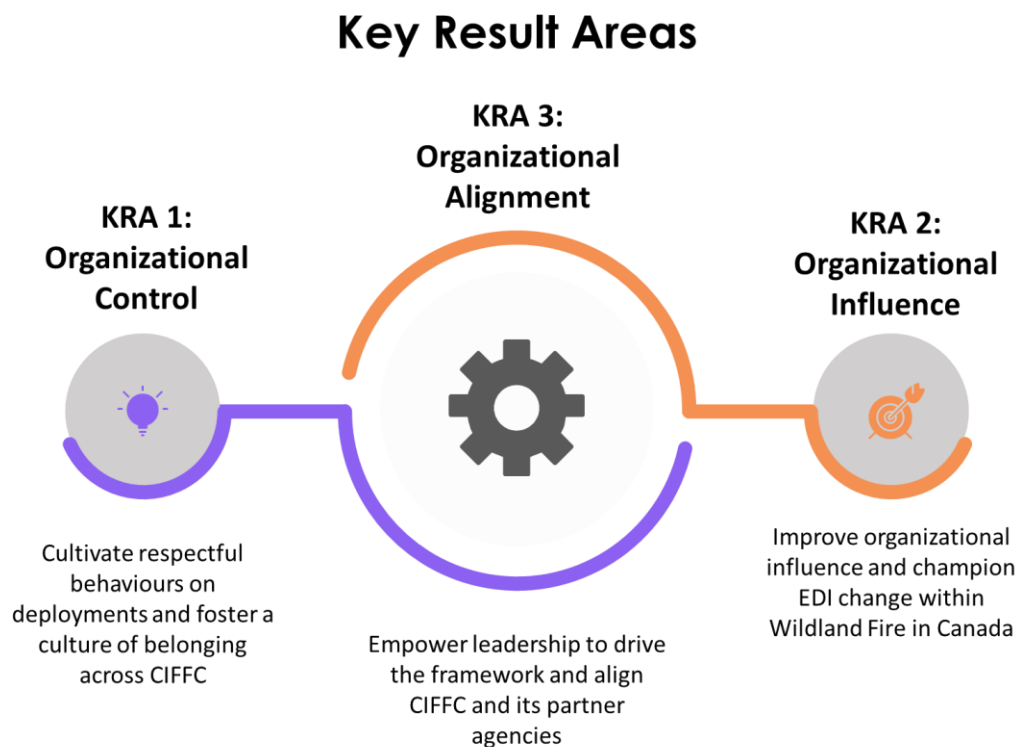 Key Result Areas
KRA 1:
Organizational
Control
Cultivate respectful
behaviours on
deployments and foster a
culture of belonging
across CIFFC
KRA 3:
Organizational
Alignment
Empower leadership to drive
the framework and align
CIFFC and its partner
agencies
KRA 2:
Organizational
Influence
Improve organizational
influence and champion
EDI change within
Wildland Fire in Canada